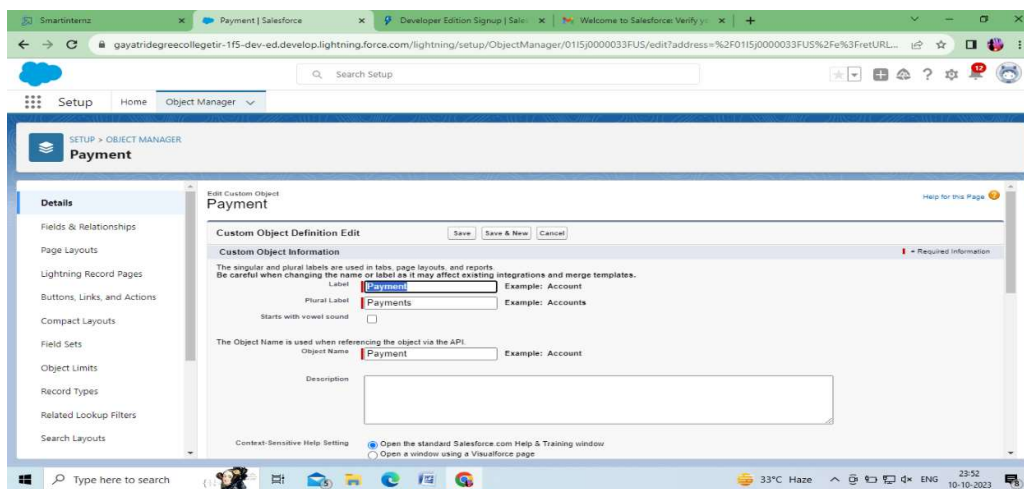 Smartinternz
Payment | Salesforce
Developer Edition Signup | Sale
Welcome to Salesforce: Verify yo
gayatridegreecollegetir-1f5-dev-ed.develop.lightning.force.com/lightning/setup/ObjectManager/01I5j0000033FUS/edit?address=%2F01I5j0000033FUS%2Fe%3FretURL...
Search Setup
12
Setup Home Object Manager
SETUP > OBJECT MANAGER
Payment
Details
Fields & Relationships
Page Layouts
Lightning Record Pages
Buttons, Links, and Actions
Compact Layouts
Field Sets
Object Limits
Record Types
Related Lookup Filters
Search Layouts
Edit Custom Object
Payment
Help for this Page
Custom Object Definition Edit Save Save & New Cancel
Custom Object Information = Required Information
The singular and plural labels are used in tabs, page layouts, and reports.
Be careful when changing the name or label as it may affect existing integrations and merge templates.
Label Payment Example: Account
Plural Label Payments Example: Accounts
Starts with vowel sound
The Object Name is used when referencing the object via the API.
Object Name Payment Example: Account
Description
Context-Sensitive Help Setting Open the standard Salesforce.com Help & Training window
Open a window using a Visualforce page
Type here to search
33°C Haze ENG 23:52
10-10-2023